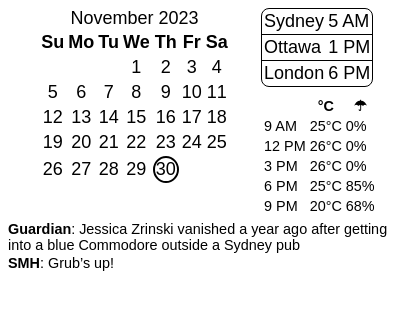 November 2023
Su Mo Tu We Th Fr Sa
1 2 3 4
5 6 7 8 9 10 11
12 13 14 15 16 17 18
19 20 21 22 23 24 25
26 27 28 29 30
Sydney 5 AM
Ottawa 1 PM
London 6 PM
°C ☂
9 AM 25°C 0%
12 PM 26°C 0%
3 PM 26°C 0%
6 PM 25°C 85%
9 PM 20°C 68%
Guardian: Jessica Zrinski vanished a year ago after getting
into a blue Commodore outside a Sydney pub
SMH: Grub's up!